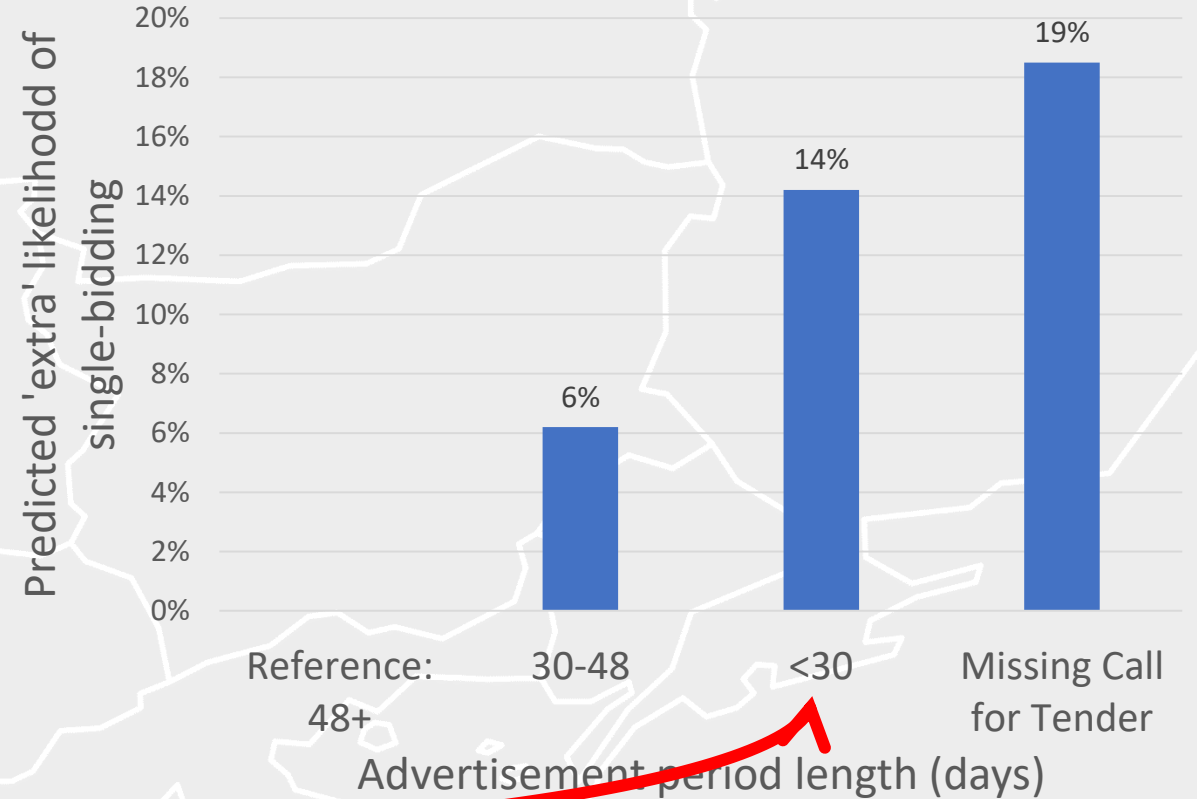 Predicted 'extra' likelihodd of
single-bidding
20%
18%
16%
14%
12%
10%
8%
6%
4%
2%
0%
6%
14%
19%
Reference:
48+
30-48
<30
Missing Call
for Tender
Advertisement period length (days)